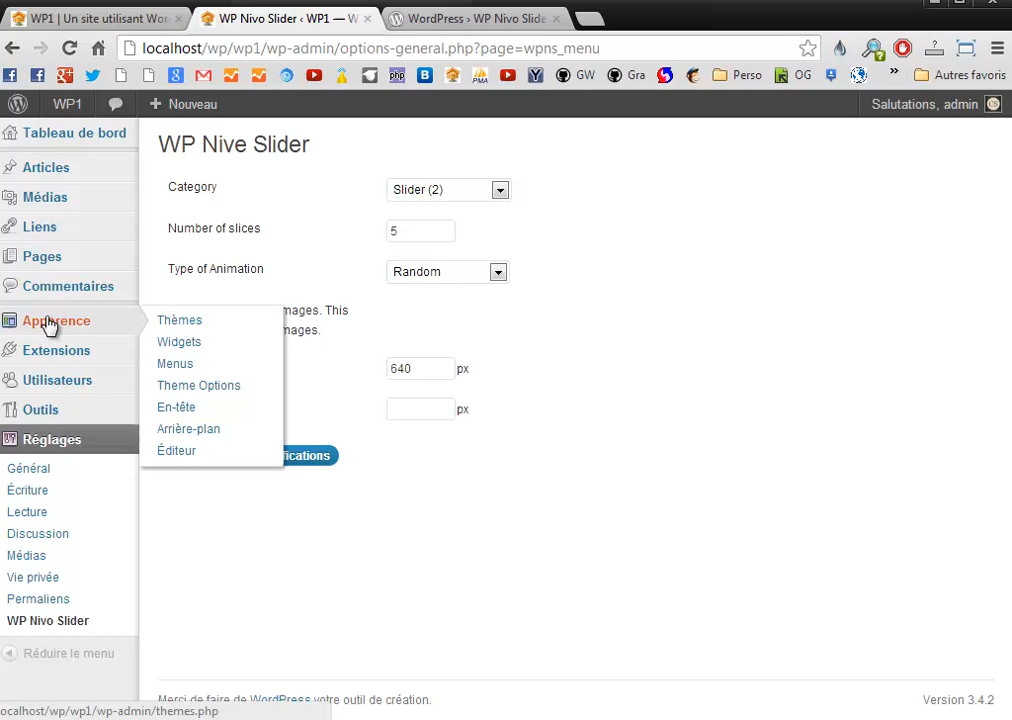 WP1 | Un site utilisant Wor
WP Nivo Slider ‹ WP1 — W
WordPress › WP Nivo Slide
localhost/wp/wp1/wp-admin/options-general.php?page=wpns_menu
GW
Gra
Perso
OG
»
Autres favoris
WP1
+ Nouveau
Salutations, admin
Tableau de bord
Articles
Médias
Liens
Pages
Commentaires
Extensions
Utilisateurs
Outils
Réglages
Général
Écriture
Lecture
Discussion
Médias
Vie privée
Permaliens
WP Nivo Slider
Réduire le menu
Thèmes
Widgets
Menus
Theme Options
En-tête
Arrière-plan
Éditeur
WP Nive Slider
Category
Slider (2)
Number of slices
5
Type of Animation
Random
mages. This
mages.
640 px
px
fications
Merci de faire de WordPress votre outil de création.
Version 3.4.2
ocalhost/wp/wp1/wp-admin/themes.php